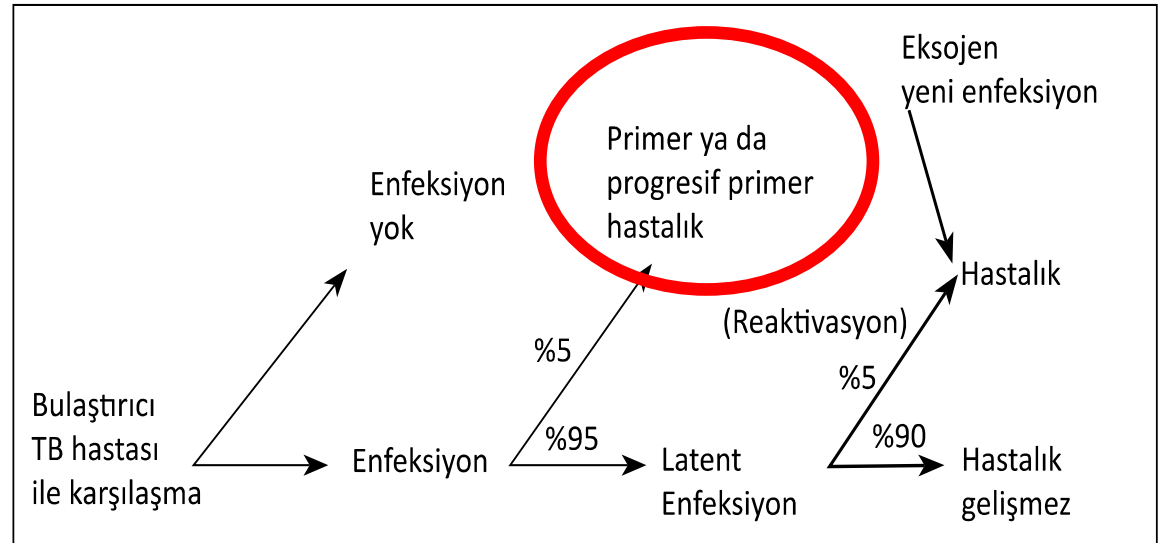 Eksojen
yeni enfeksiyon
Primer ya da
progresif primer
hastalık
Enfeksiyon
yok
Hastalık
(Reaktivasyon)
%5
%5
Bulaştırıcı
TB hastası
ile karşılaşma
Enfeksiyon
%95
Latent
Enfeksiyon
%90
Hastalık
gelişmez